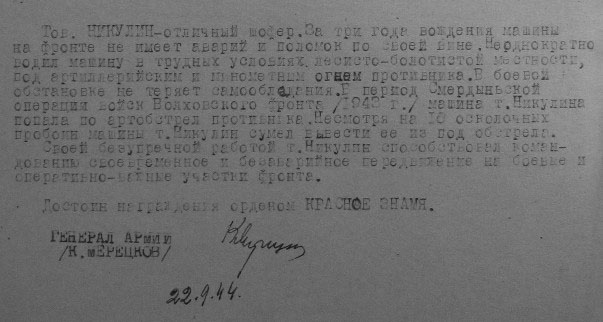 Тов. НИКУЛИН-отличный шофер. За три года вождения машины
на фронте не имеет аварий и поломок по своей вине. Нерднократно
водил машину в трудных условиях лесисто-болотистой местности,
под артиллерийским и минометным огнем противника. В боевой
обстановке не теряет самообладания. В период Смердыньской
операции войск Волховского фронта /1943 г./ машина т. Никулина
попала по артобстрел противника. Несмотря на 10 осколочных
пробоин машины т. Никулин сумел вывести ее из под обстрела.
Своей безупречной работой т. Никулин способствовал коман-
дованию своевременное и безаварийное передвижение на боевые и
оперативно-важные участки фронта.
Достоин награждения орденом КРАСНОЕ ЗНАМЯ.
ГЕНЕРАЛ АРМИИ
/К. МЕРЕЦКОВ/
22.9.44.